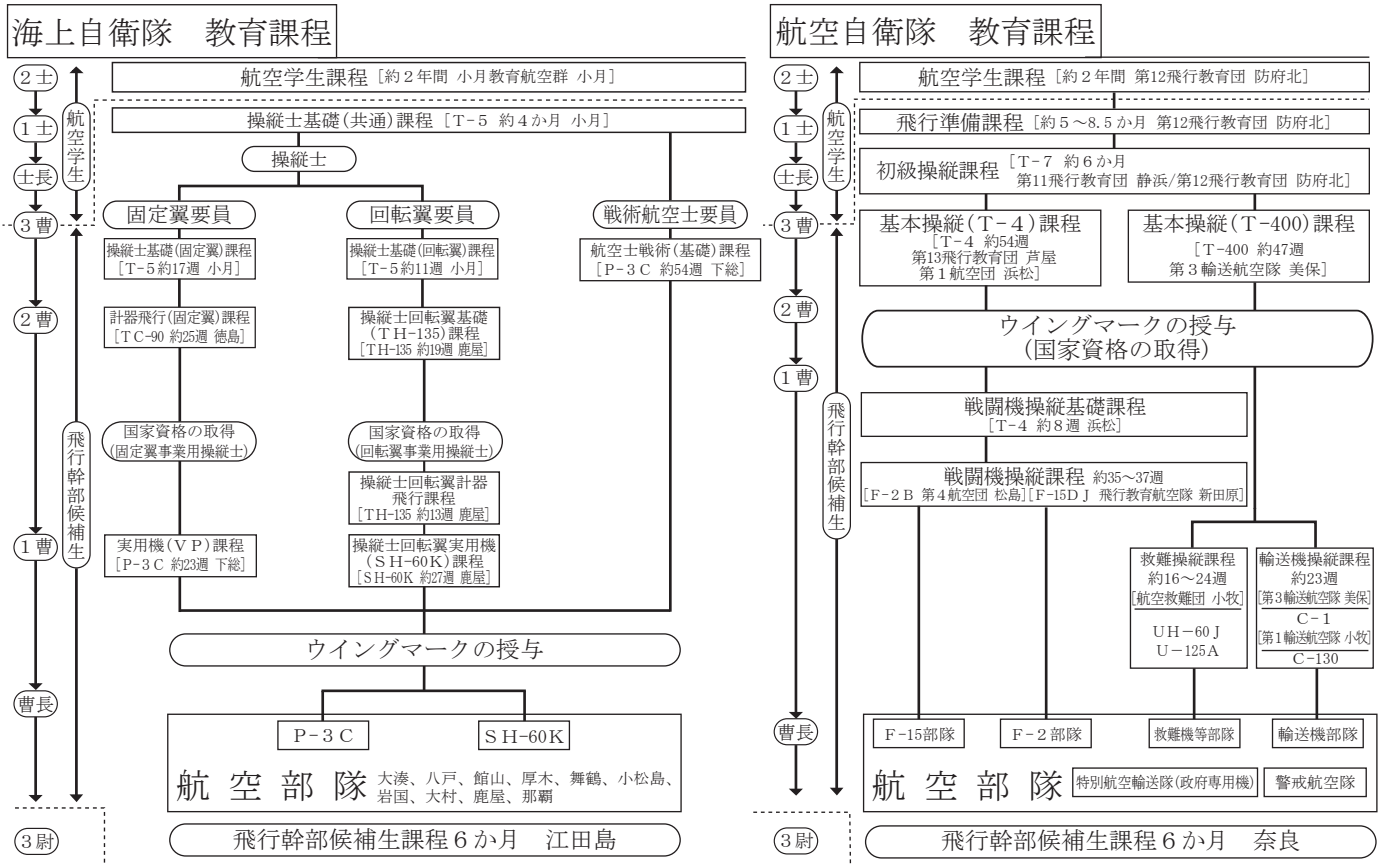 海上自衛隊　教育課程
2士
1士
士長
3曹
2曹
1曹
曹長
3尉
航空学生
飛行幹部候補生
航空学生課程［約２年間 小月教育航空群 小月］
操縦士基礎(共通)課程［T-5 約４か月 小月］
操縦士
固定翼要員
回転翼要員
戦術航空士要員
操縦士基礎(固定翼)課程
［T-5約17週 小月］
操縦士基礎(回転翼)課程
［T-5約11週 小月］
航空士戦術(基礎)課程
［P-3C 約54週 下総］
計器飛行(固定翼)課程
［TC-90 約25週 徳島］
操縦士回転翼基礎
(TH-135)課程
［TH-135 約19週 鹿屋］
国家資格の取得
(固定翼事業用操縦士)
国家資格の取得
(回転翼事業用操縦士)
操縦士回転翼計器
飛行課程
［TH-135 約13週 鹿屋］
実用機(VP)課程
［P-3C 約23週 下総］
操縦士回転翼実用機
(SH-60K)課程
［SH-60K 約27週 鹿屋］
ウイングマークの授与
P-3C
SH-60K
航空部隊
大湊、八戸、館山、厚木、舞鶴、小松島、
岩国、大村、鹿屋、那覇
飛行幹部候補生課程６か月　江田島
航空自衛隊　教育課程
2士
1士
士長
3曹
2曹
1曹
曹長
3尉
航空学生
飛行幹部候補生
航空学生課程［約２年間 第12飛行教育団 防府北］
飛行準備課程［約５～8.5か月 第12飛行教育団 防府北］
初級操縦課程［T-7 約６か月
第11飛行教育団 静浜/第12飛行教育団 防府北］
基本操縦(T-4)課程
［T-4 約54週
第13飛行教育団 芦屋
第１航空団 浜松］
基本操縦(T-400)課程
［T-400 約47週
第３輸送航空隊 美保］
ウイングマークの授与
(国家資格の取得)
戦闘機操縦基礎課程
［T-4 約８週 浜松］
戦闘機操縦課程 約35～37週
［F-2B 第４航空団 松島］［F-15DJ 飛行教育航空隊 新田原］
救難操縦課程
約16～24週
［航空救難団 小牧］
UH-60J
U-125A
輸送機操縦課程
約23週
［第３輸送航空隊 美保］
C-1
［第１輸送航空隊 小牧］
C-130
F-15部隊
F-2部隊
救難機等部隊
輸送機部隊
航空部隊
特別航空輸送隊(政府専用機)
警戒航空隊
飛行幹部候補生課程６か月　奈良